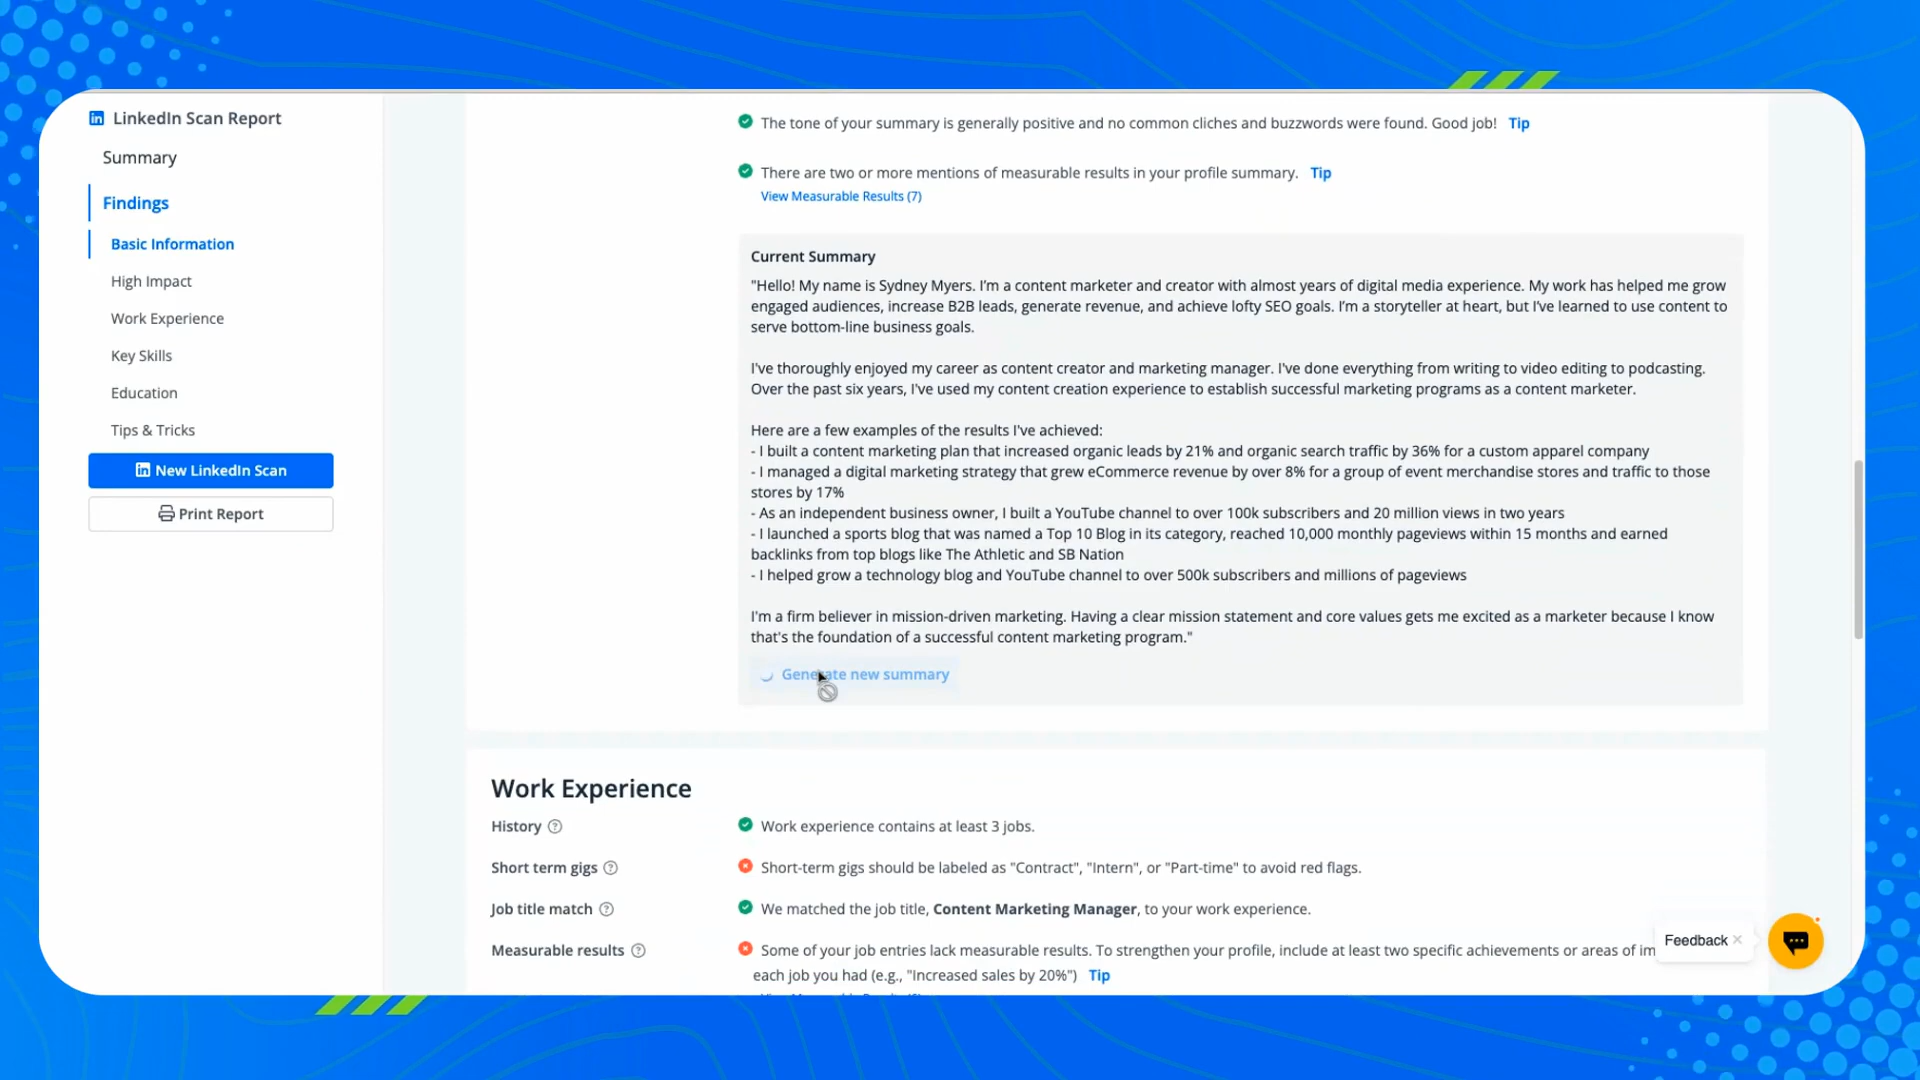 LinkedIn Scan Report
Summary
Findings
Basic Information
High Impact
Work Experience
Key Skills
Education
Tips & Tricks
New LinkedIn Scan
Print Report
The tone of your summary is generally positive and no common cliches and buzzwords were found. Good job! Tip
There are two or more mentions of measurable results in your profile summary. Tip
View Measurable Results (7)
Current Summary
"Hello! My name is Sydney Myers. I'm a content marketer and creator with almost years of digital media experience. My work has helped me grow
engaged audiences, increase B2B leads, generate revenue, and achieve lofty SEO goals. I'm a storyteller at heart, but I've learned to use content to
serve bottom-line business goals.
I've thoroughly enjoyed my career as content creator and marketing manager. I've done everything from writing to video editing to podcasting.
Over the past six years, I've used my content creation experience to establish successful marketing programs as a content marketer.
Here are a few examples of the results I've achieved:
- I built a content marketing plan that increased organic leads by 21% and organic search traffic by 36% for a custom apparel company
- I managed a digital marketing strategy that grew eCommerce revenue by over 8% for a group of event merchandise stores and traffic to those
stores by 17%
- As an independent business owner, I built a YouTube channel to over 100k subscribers and 20 million views in two years
- I launched a sports blog that was named a Top 10 Blog in its category, reached 10,000 monthly pageviews within 15 months and earned
backlinks from top blogs like The Athletic and SB Nation
- I helped grow a technology blog and YouTube channel to over 500k subscribers and millions of pageviews
I'm a firm believer in mission-driven marketing. Having a clear mission statement and core values gets me excited as a marketer because I know
that's the foundation of a successful content marketing program."
Generate new summary
Work Experience
History
Work experience contains at least 3 jobs.
Short term gigs
Short-term gigs should be labeled as "Contract", "Intern", or "Part-time" to avoid red flags.
Job title match
We matched the job title, Content Marketing Manager, to your work experience.
Measurable results
Some of your job entries lack measurable results. To strengthen your profile, include at least two specific achievements or areas of im
each job you had (e.g., "Increased sales by 20%") Tip
Feedback